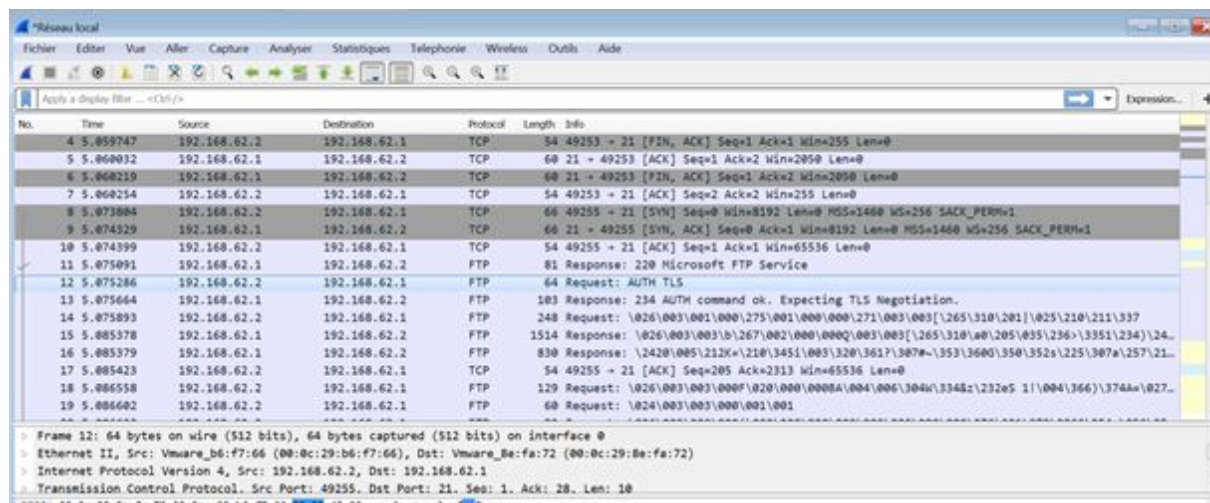 *Réseau local
Fichier Editer Vue Aller Capture Analyser Statistiques Telephonie Wireless Outils Aide
Apply a display filter ... <Ctrl-/> Expression... +
No. Time Source Destination Protocol Length Info
4 5.059747 192.168.62.2 192.168.62.1 TCP 54 49253 → 21 [FIN, ACK] Seq=1 Ack=1 Win=255 Len=0
5 5.060032 192.168.62.1 192.168.62.2 TCP 60 21 → 49253 [ACK] Seq=1 Ack=2 Win=2050 Len=0
6 5.060219 192.168.62.1 192.168.62.2 TCP 60 21 → 49253 [FIN, ACK] Seq=1 Ack=2 Win=2050 Len=0
7 5.060254 192.168.62.2 192.168.62.1 TCP 54 49253 → 21 [ACK] Seq=2 Ack=2 Win=255 Len=0
8 5.073804 192.168.62.2 192.168.62.1 TCP 66 49255 → 21 [SYN] Seq=0 Win=8192 Len=0 MSS=1460 WS=256 SACK_PERM=1
9 5.074329 192.168.62.1 192.168.62.2 TCP 66 21 → 49255 [SYN, ACK] Seq=0 Ack=1 Win=8192 Len=0 MSS=1460 WS=256 SACK_PERM=1
10 5.074399 192.168.62.2 192.168.62.1 TCP 54 49255 → 21 [ACK] Seq=1 Ack=1 Win=65536 Len=0
11 5.075091 192.168.62.1 192.168.62.2 FTP 81 Response: 220 Microsoft FTP Service
12 5.075286 192.168.62.2 192.168.62.1 FTP 64 Request: AUTH TLS
13 5.075664 192.168.62.1 192.168.62.2 FTP 103 Response: 234 AUTH command ok. Expecting TLS Negotiation.
14 5.075893 192.168.62.2 192.168.62.1 FTP 248 Request: \026\003\001\000\275\001\000\000\271\003\003[\265\310\201|\025\210\211\337
15 5.085378 192.168.62.1 192.168.62.2 FTP 1514 Response:
16 5.085379 192.168.62.1 192.168.62.2 FTP 830 Response:
17 5.085423 192.168.62.2 192.168.62.1 TCP 54 49255 → 21 [ACK] Seq=205 Ack=2313 Win=65536 Len=0
18 5.086558 192.168.62.2 192.168.62.1 FTP 129 Request:
19 5.086602 192.168.62.2 192.168.62.1 FTP 60 Request: \024\003\003\000\001\001
Frame 12: 64 bytes on wire (512 bits), 64 bytes captured (512 bits) on interface 0
Ethernet II, Src: Vmware_b6:f7:66 (00:0c:29:b6:f7:66), Dst: Vmware_8e:fa:72 (00:0c:29:8e:fa:72)
Internet Protocol Version 4, Src: 192.168.62.2, Dst: 192.168.62.1
Transmission Control Protocol, Src Port: 49255, Dst Port: 21, Seq: 1, Ack: 28, Len: 10